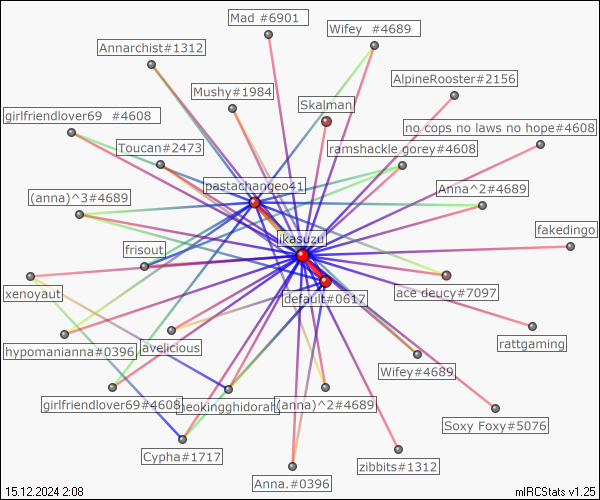 Mad #6901
Wifey  #4689
Annarchist#1312
AlpineRooster#2156
Mushy#1984
Skalman
girlfriendlover69  #4608
no cops no laws no hope#4608
Toucan#2473
ramshackle.gorey#4608
pastachangeo41
(anna)^3#4689
Anna^2#4689
ikasuzu
fakedingo
frisout
xenoyaut
default#0617
ace deucy#7097
rattgaming
hypomanianna#0396
lavelicious
Wifey#4689
girlfriendlover69#4608
geokingghidorah
(anna)^2#4689
Soxy Foxy#5076
Cypha#1717
zibbits#1312
Anna.#0396
15.12.2024 2:08
mIRCStats v1.25